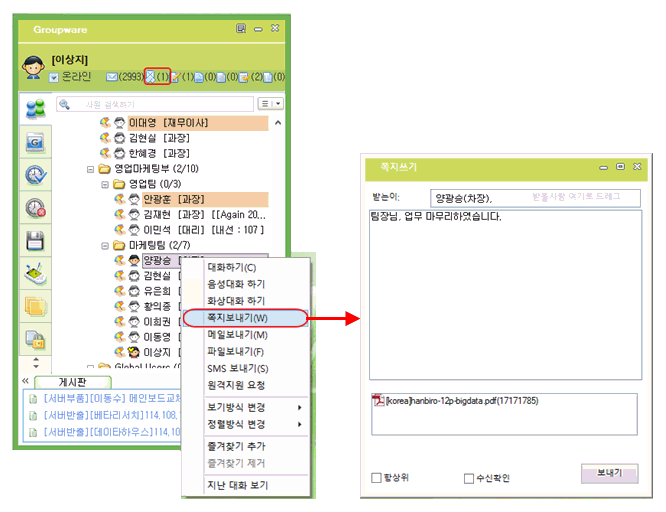 Groupware
[이상지]
온라인 (2993) (1) (1) (0) (0) (2) (0)
사원 검색하기
이대영 [재무이사]
김현실 [과장]
한혜경 [과장]
영업마케팅부 (2/10)
영업팀 (0/3)
안광훈 [과장]
김재현 [과장] [[Again 20...
이민석 [대리] [내선 : 107 ]
마케팅팀 (2/7)
양광승
김현실
유은희
황의종
이희권
이동영
이상지
Global Users
게시판
[서버부품][이동수] 메인보드교체
[서버반출][베타리서치]114,108,
[서버반출][데이타하우스]114,10
대화하기(C)
음성대화 하기
화상대화 하기
쪽지보내기(W)
메일보내기(M)
파일보내기(F)
SMS 보내기(S)
원격지원 요청
보기방식 변경
정렬방식 변경
즐겨찾기 추가
즐겨찾기 제거
지난 대화 보기
쪽지쓰기
받는이: 양광승(차장), 받을사람 여기로 드래그
팀장님, 업무 마무리하였습니다.
[korea]hanbiro-12p-bigdata.pdf(17171785)
항상위 수신확인 보내기